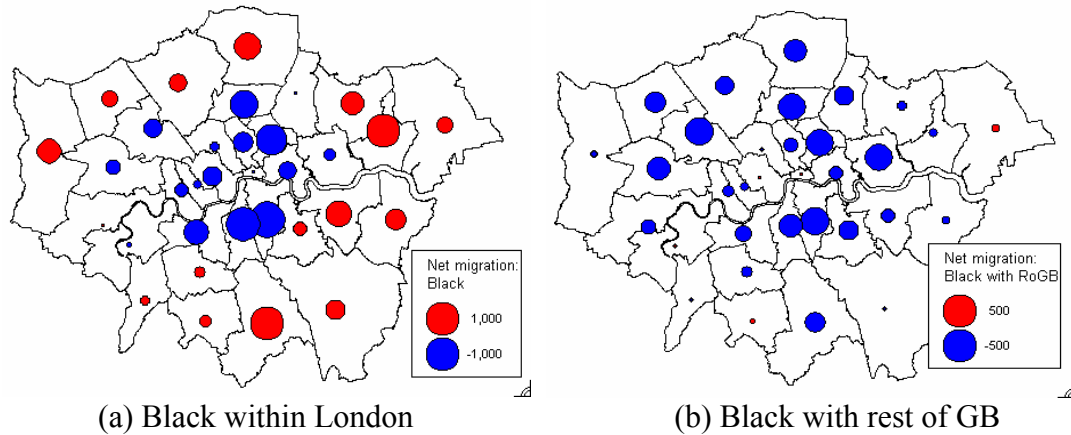 Net migration:
Black
1,000
-1,000
Net migration:
Black with RoGB
500
-500
(a) Black within London
(b) Black with rest of GB